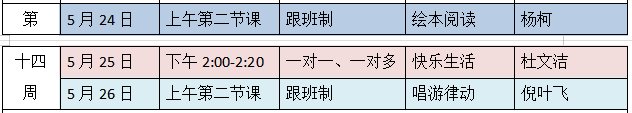 第 5月24日 上午第二节课 跟班制 绘本阅读 杨柯
十四 5月25日 下午2:00-2:20 一对一、一对多 快乐生活 杜文洁
周 5月26日 上午第二节课 跟班制 唱游律动 倪叶飞